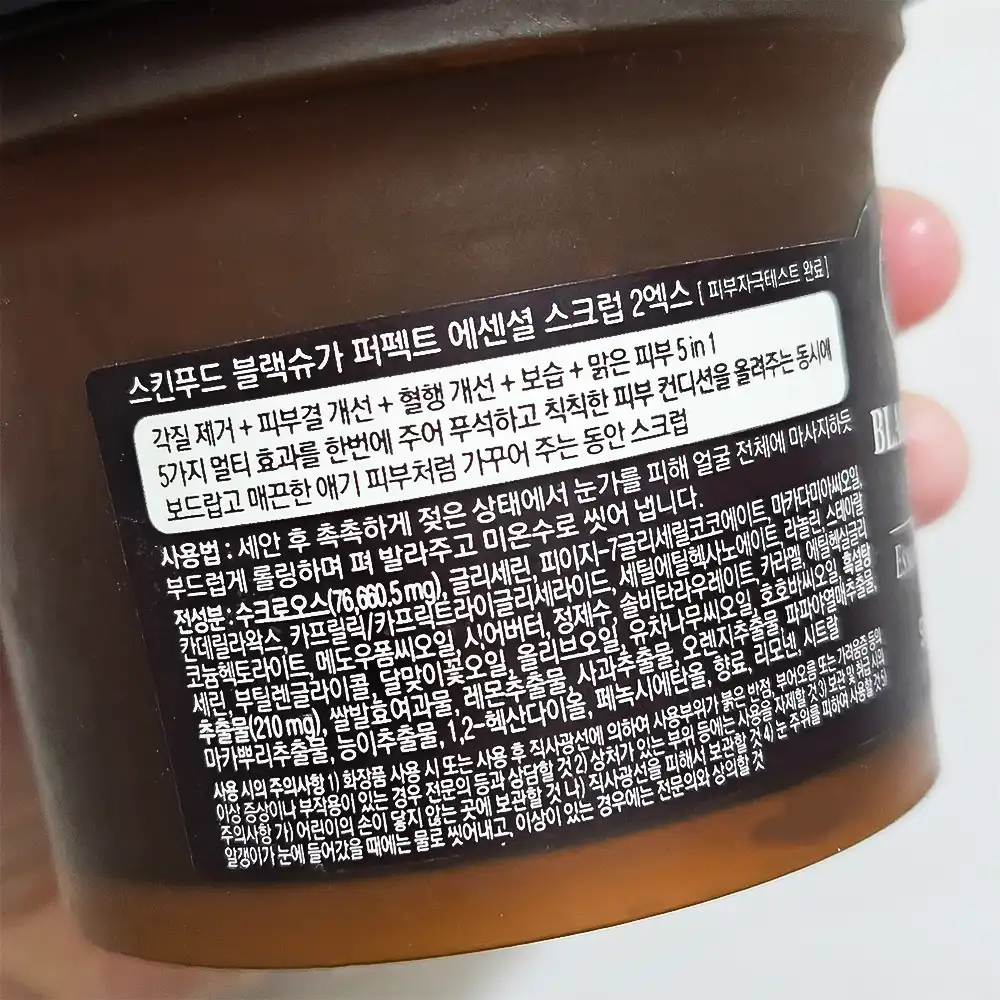 스킨푸드 블랙슈가 퍼펙트 에센셜 스크럽 2엑스 [ 피부자극테스트 완료]
각질 제거 + 피부결 개선 + 혈행 개선 + 보습 + 맑은 피부 5 in 1
5가지 멀티 효과를 한번에 주어 푸석하고 칙칙한 피부 컨디션을 올려주는 동시에
보드랍고 매끈한 애기 피부처럼 가꾸어 주는 동안 스크럽
사용법 : 세안 후 촉촉하게 젖은 상태에서 눈가를 피해 얼굴 전체에 마사지하듯
부드럽게 롤링하며 펴 발라주고 미온수로 씻어 냅니다.
전성분 : 수크로오스(76,660.5 mg), 글리세린, 피이지-7글리세릴코코에이트, 마카다미아씨오일,
칸데릴라왁스, 카프릴릭/카프릭트라이글리세라이드, 세틸에틸헥사노에이트, 라놀린, 스테아랄
코늄헥토라이트, 메도우폼씨오일, 시어버터, 정제수, 솔비탄라우레이트, 카라멜, 에틸헥실글리
세린, 부틸렌글라이콜, 달맞이꽃오일, 올리브오일, 유차나무씨오일, 호호바씨오일, 흑설탕
추출물(210 mg), 쌀발효여과물, 레몬추출물, 사과추출물, 오렌지추출물, 파파야열매추출물,
마카뿌리추출물, 능이추출물, 1,2-헥산다이올, 페녹시에탄올, 향료, 리모넨, 시트랄
사용 시의 주의사항 1) 화장품 사용 시 또는 사용 후 직사광선에 의하여 사용부위가 붉은 반점, 부어오름 또는 가려움증 등의
이상 증상이나 부작용이 있는 경우 전문의 등과 상담할 것 2) 상처가 있는 부위 등에는 사용을 자제할 것 3) 보관 및 취급 시의
주의사항 가) 어린이의 손이 닿지 않는 곳에 보관할 것 나) 직사광선을 피해서 보관할 것 4) 눈 주위를 피하여 사용할 것 5)
알갱이가 눈에 들어갔을 때에는 물로 씻어내고, 이상이 있는 경우에는 전문의와 상의할 것